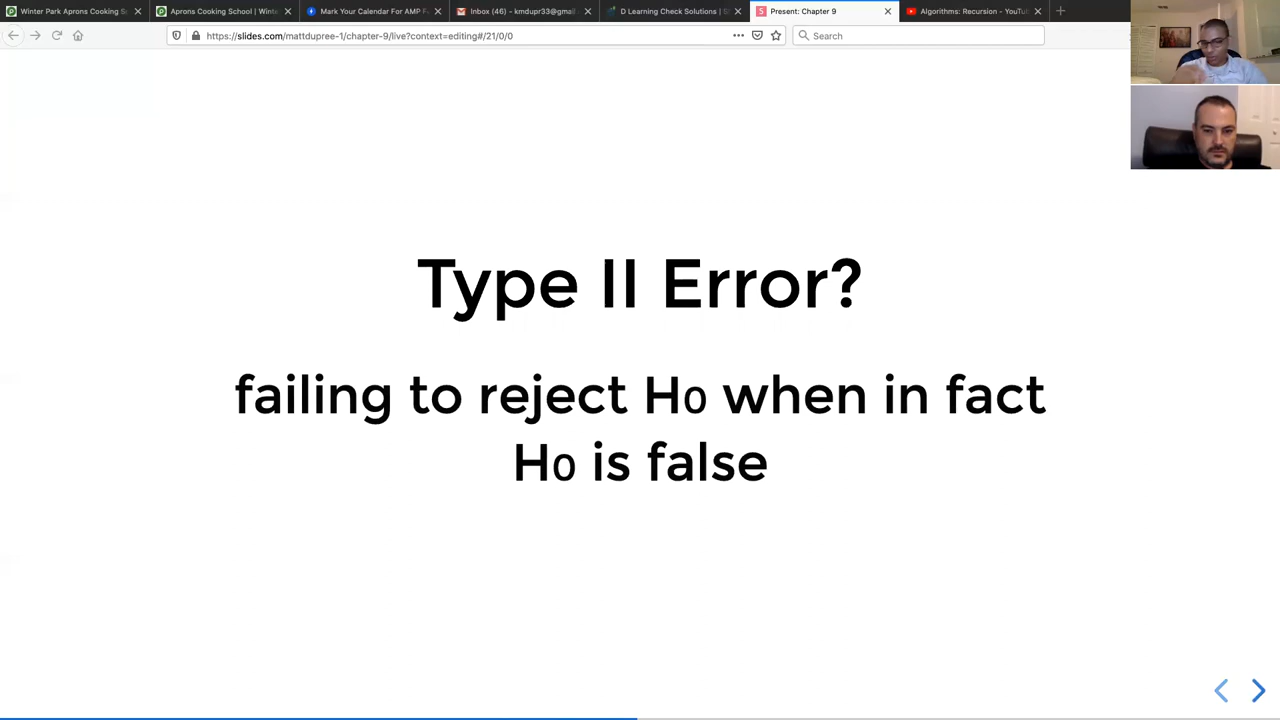 Winter Park Aprons Cooking S
Aprons Cooking School | Winte
Mark Your Calendar For AMP F
Inbox (46) - kmdupr33@gmail
D Learning Check Solutions | S
Present: Chapter 9
Algorithms: Recursion - YouTu
https://slides.com/mattdupree-1/chapter-9/live?context=editing#/21/0/0
Search
Type II Error?
failing to reject H₀ when in fact
H₀ is false